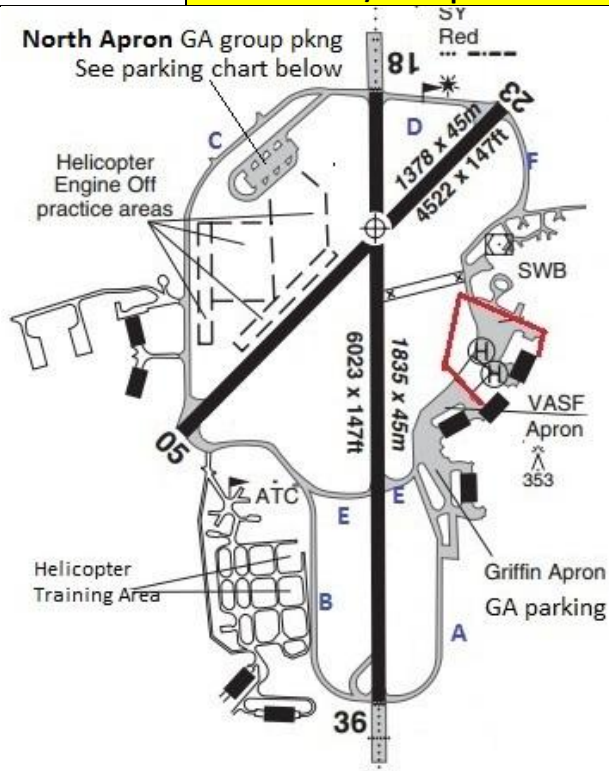 SY
Red
North Apron GA group pkng
See parking chart below
18
23
C
D
F
1378 x 45m
4522 x 147ft
Helicopter
Engine Off
practice areas
SWB
H
H
6023 x 147ft
1835 x 45m
VASF
Apron
353
05
ATC
E
E
Helicopter
Training Area
B
A
Griffin Apron
GA parking
36